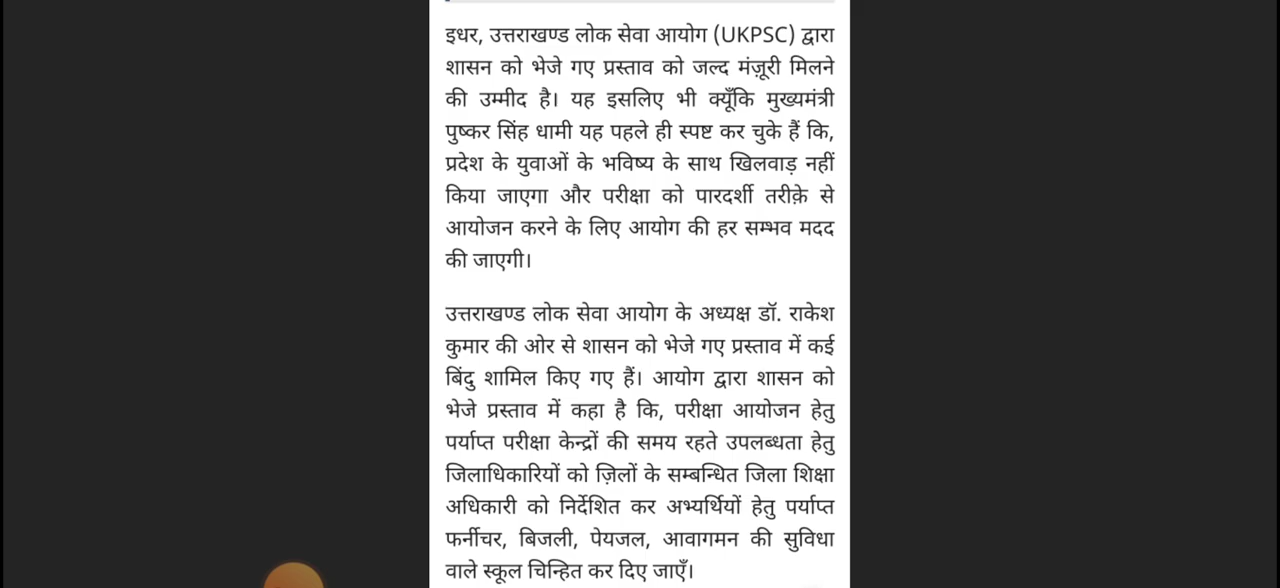 इधर, उत्तराखण्ड लोक सेवा आयोग (UKPSC) द्वारा
शासन को भेजे गए प्रस्ताव को जल्द मंज़ूरी मिलने
की उम्मीद है। यह इसलिए भी क्यूँकि मुख्यमंत्री
पुष्कर सिंह धामी यह पहले ही स्पष्ट कर चुके हैं कि,
प्रदेश के युवाओं के भविष्य के साथ खिलवाड़ नहीं
किया जाएगा और परीक्षा को पारदर्शी तरीक़े से
आयोजन करने के लिए आयोग की हर सम्भव मदद
की जाएगी।
उत्तराखण्ड लोक सेवा आयोग के अध्यक्ष डॉ. राकेश
कुमार की ओर से शासन को भेजे गए प्रस्ताव में कई
बिंदु शामिल किए गए हैं। आयोग द्वारा शासन को
भेजे प्रस्ताव में कहा है कि, परीक्षा आयोजन हेतु
पर्याप्त परीक्षा केन्द्रों की समय रहते उपलब्धता हेतु
जिलाधिकारियों को ज़िलों के सम्बन्धित जिला शिक्षा
अधिकारी को निर्देशित कर अभ्यर्थियों हेतु पर्याप्त
फर्नीचर, बिजली, पेयजल, आवागमन की सुविधा
वाले स्कूल चिन्हित कर दिए जाएँ।